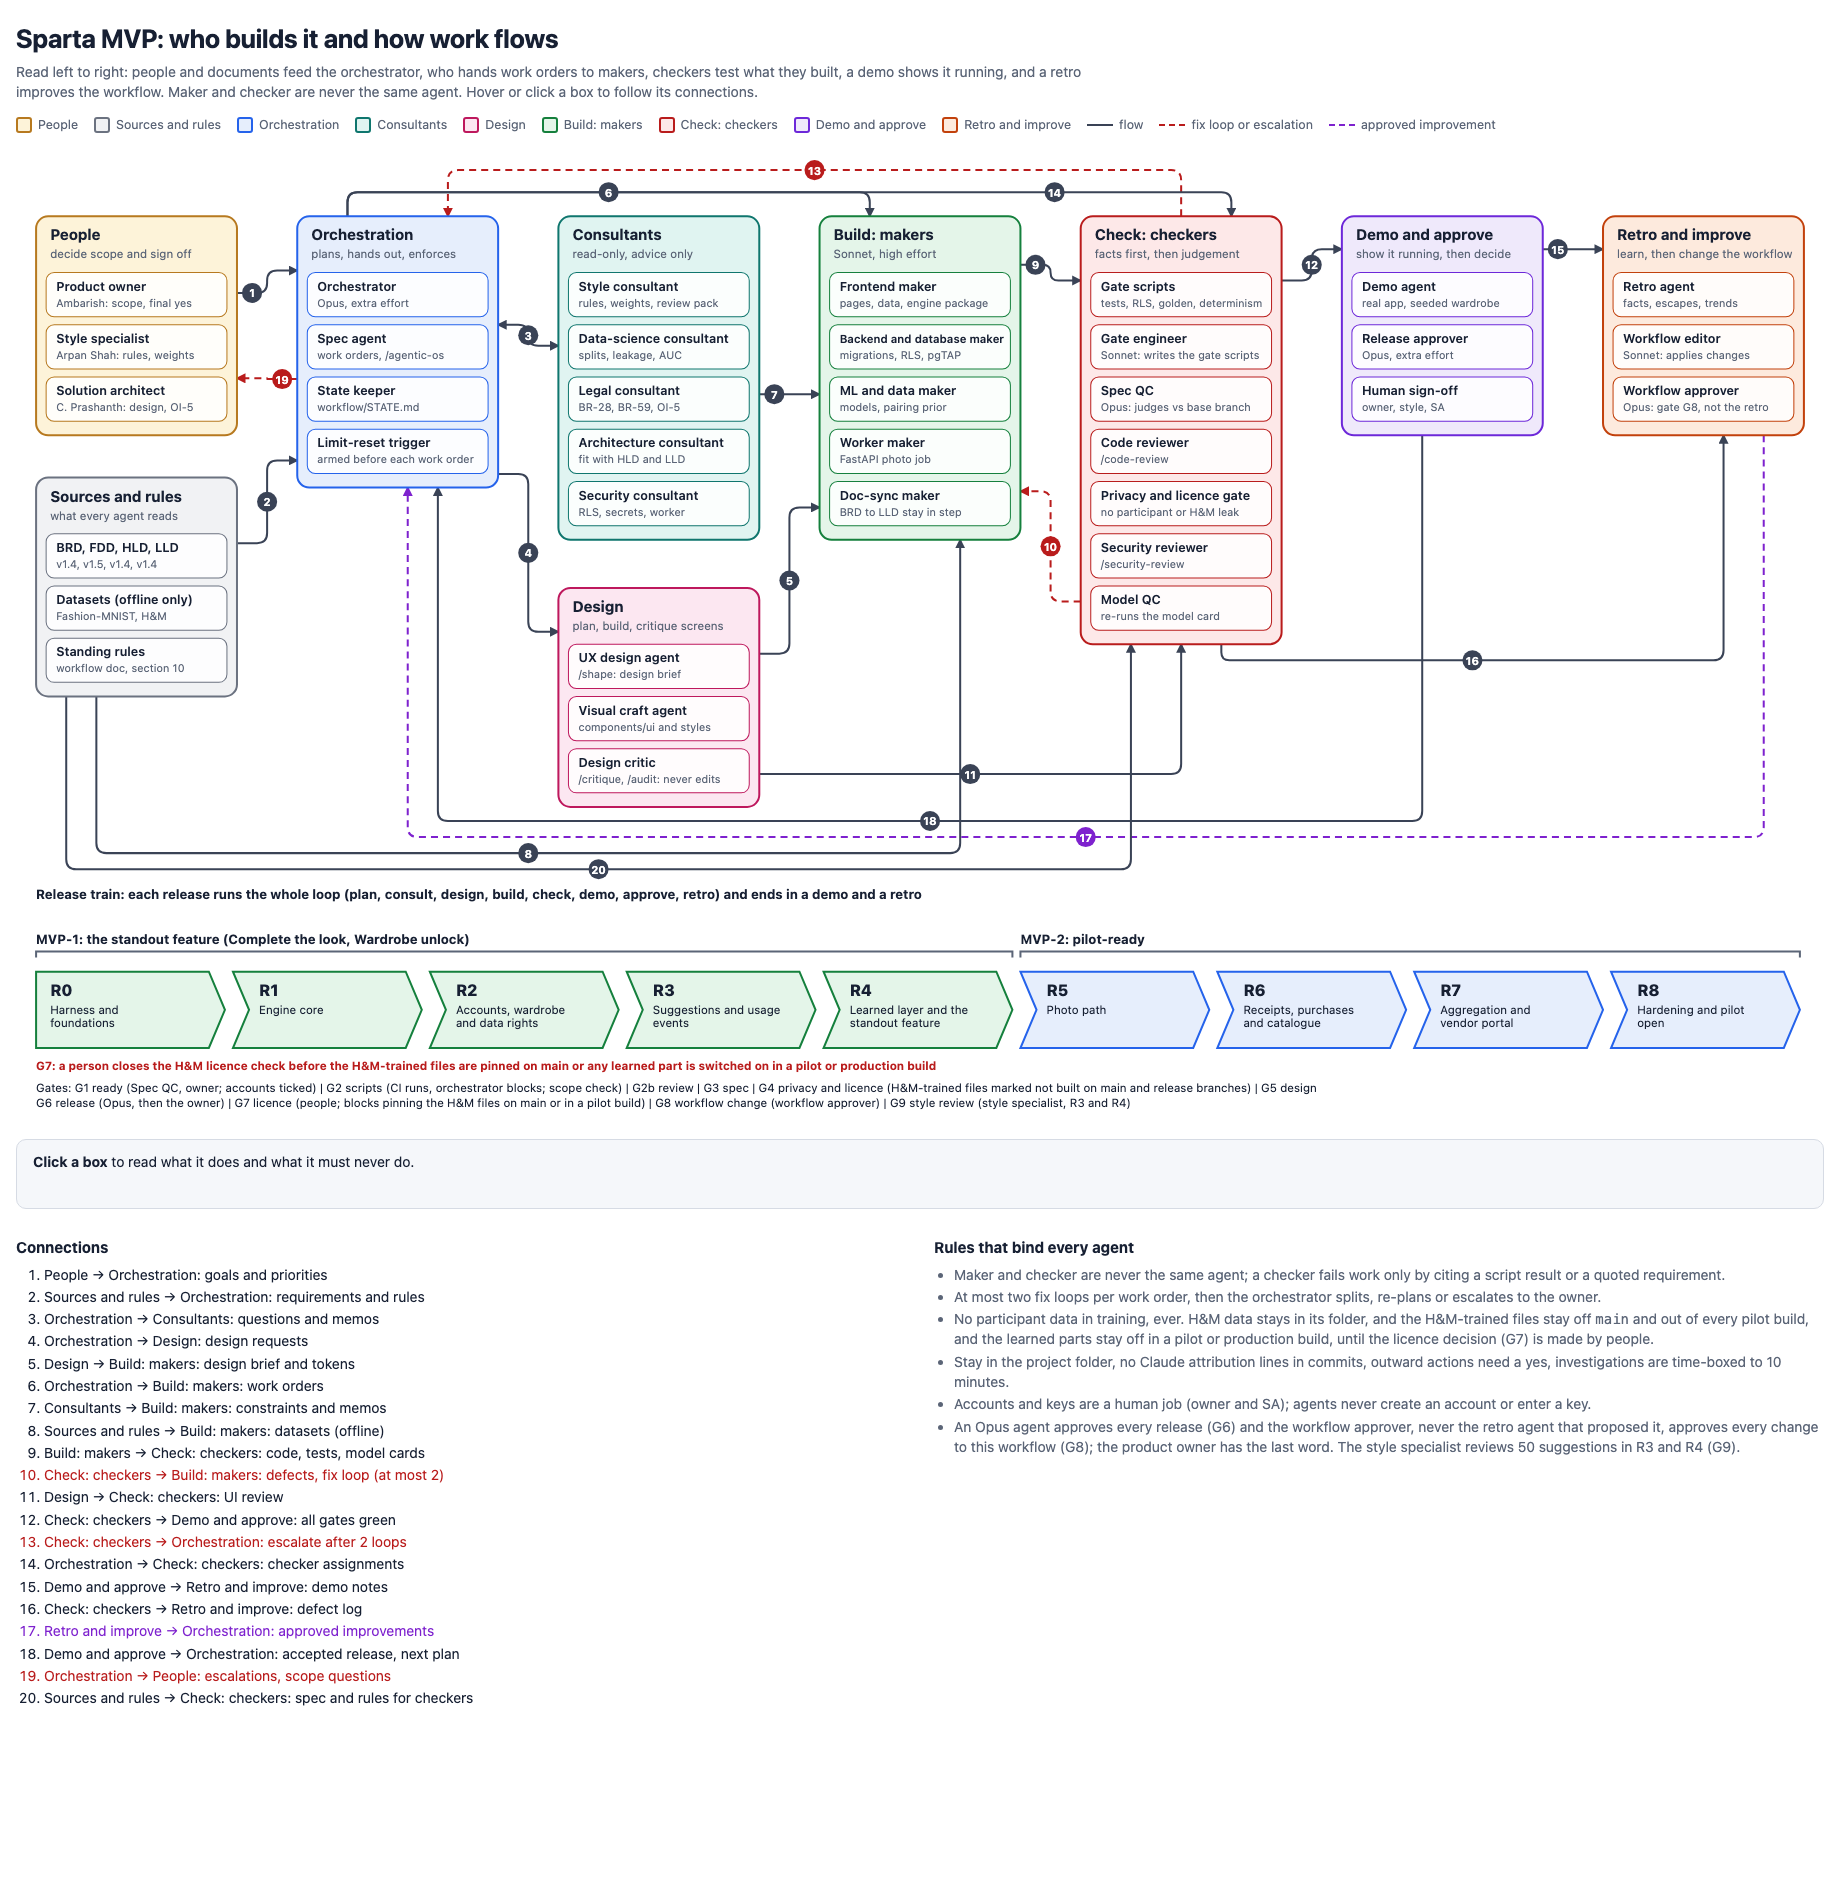 Sparta MVP: who builds it and how work flows
Read left to right: people and documents feed the orchestrator, who hands work orders to makers, checkers test what they built, a demo shows it running, and a retro
improves the workflow. Maker and checker are never the same agent. Hover or click a box to follow its connections.
People Sources and rules Orchestration Consultants Design Build: makers Check: checkers Demo and approve Retro and improve flow fix loop or escalation approved improvement
13
6
14
People
decide scope and sign off
Product owner
Ambarish: scope, final yes
Style specialist
Arpan Shah: rules, weights
Solution architect
C. Prashanth: design, OI-5
1
19
2
Sources and rules
what every agent reads
BRD, FDD, HLD, LLD
v1.4, v1.5, v1.4, v1.4
Datasets (offline only)
Fashion-MNIST, H&M
Standing rules
workflow doc, section 10
Orchestration
plans, hands out, enforces
Orchestrator
Opus, extra effort
Spec agent
work orders, /agentic-os
State keeper
workflow/STATE.md
Limit-reset trigger
armed before each work order
3
4
Consultants
read-only, advice only
Style consultant
rules, weights, review pack
Data-science consultant
splits, leakage, AUC
Legal consultant
BR-28, BR-59, OI-5
Architecture consultant
fit with HLD and LLD
Security consultant
RLS, secrets, worker
7
5
Design
plan, build, critique screens
UX design agent
/shape: design brief
Visual craft agent
components/ui and styles
Design critic
/critique, /audit: never edits
Build: makers
Sonnet, high effort
Frontend maker
pages, data, engine package
Backend and database maker
migrations, RLS, pgTAP
ML and data maker
models, pairing prior
Worker maker
FastAPI photo job
Doc-sync maker
BRD to LLD stay in step
9
10
11
Check: checkers
facts first, then judgement
Gate scripts
tests, RLS, golden, determinism
Gate engineer
Sonnet: writes the gate scripts
Spec QC
Opus: judges vs base branch
Code reviewer
/code-review
Privacy and licence gate
no participant or H&M leak
Security reviewer
/security-review
Model QC
re-runs the model card
12
Demo and approve
show it running, then decide
Demo agent
real app, seeded wardrobe
Release approver
Opus, extra effort
Human sign-off
owner, style, SA
15
16
Retro and improve
learn, then change the workflow
Retro agent
facts, escapes, trends
Workflow editor
Sonnet: applies changes
Workflow approver
Opus: gate G8, not the retro
18
17
8
20
Release train: each release runs the whole loop (plan, consult, design, build, check, demo, approve, retro) and ends in a demo and a retro
MVP-1: the standout feature (Complete the look, Wardrobe unlock)
MVP-2: pilot-ready
R0
Harness and
foundations
R1
Engine core
R2
Accounts, wardrobe
and data rights
R3
Suggestions and usage
events
R4
Learned layer and the
standout feature
R5
Photo path
R6
Receipts, purchases
and catalogue
R7
Aggregation and
vendor portal
R8
Hardening and pilot
open
G7: a person closes the H&M licence check before the H&M-trained files are pinned on main or any learned part is switched on in a pilot or production build
Gates: G1 ready (Spec QC, owner; accounts ticked) | G2 scripts (CI runs, orchestrator blocks; scope check) | G2b review | G3 spec | G4 privacy and licence (H&M-trained files marked not built on main and release branches) | G5 design
G6 release (Opus, then the owner) | G7 licence (people; blocks pinning the H&M files on main or in a pilot build) | G8 workflow change (workflow approver) | G9 style review (style specialist, R3 and R4)
Click a box to read what it does and what it must never do.
Connections
1. People → Orchestration: goals and priorities
2. Sources and rules → Orchestration: requirements and rules
3. Orchestration → Consultants: questions and memos
4. Orchestration → Design: design requests
5. Design → Build: makers: design brief and tokens
6. Orchestration → Build: makers: work orders
7. Consultants → Build: makers: constraints and memos
8. Sources and rules → Build: makers: datasets (offline)
9. Build: makers → Check: checkers: code, tests, model cards
10. Check: checkers → Build: makers: defects, fix loop (at most 2)
11. Design → Check: checkers: UI review
12. Check: checkers → Demo and approve: all gates green
13. Check: checkers → Orchestration: escalate after 2 loops
14. Orchestration → Check: checkers: checker assignments
15. Demo and approve → Retro and improve: demo notes
16. Check: checkers → Retro and improve: defect log
17. Retro and improve → Orchestration: approved improvements
18. Demo and approve → Orchestration: accepted release, next plan
19. Orchestration → People: escalations, scope questions
20. Sources and rules → Check: checkers: spec and rules for checkers
Rules that bind every agent
• Maker and checker are never the same agent; a checker fails work only by citing a script result or a quoted requirement.
• At most two fix loops per work order, then the orchestrator splits, re-plans or escalates to the owner.
• No participant data in training, ever. H&M data stays in its folder, and the H&M-trained files stay off main and out of every pilot build,
and the learned parts stay off in a pilot or production build, until the licence decision (G7) is made by people.
• Stay in the project folder, no Claude attribution lines in commits, outward actions need a yes, investigations are time-boxed to 10
minutes.
• Accounts and keys are a human job (owner and SA); agents never create an account or enter a key.
• An Opus agent approves every release (G6) and the workflow approver, never the retro agent that proposed it, approves every change
to this workflow (G8); the product owner has the last word. The style specialist reviews 50 suggestions in R3 and R4 (G9).